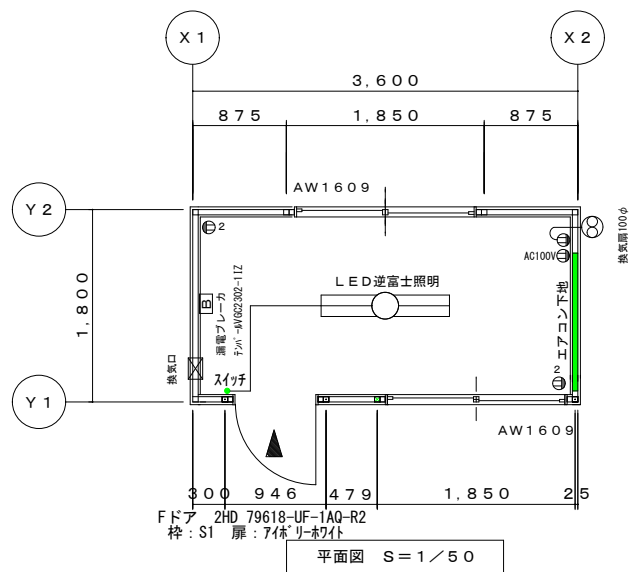 X1
X2
3,600
875
1,850
875
AW1609
Y2
2
換気扇100φ
AC100V
LED逆富士照明
1,800
B
漏電ブレーカ
テンパールVGC2302-11Z
エアコン下地
換気口
スイッチ
2
Y1
AW1609
300
946
479
1,850
25
Fドア 2HD 79618-UF-1AQ-R2
枠:S1 扉:アイボリーホワイト
平面図 S=1/50